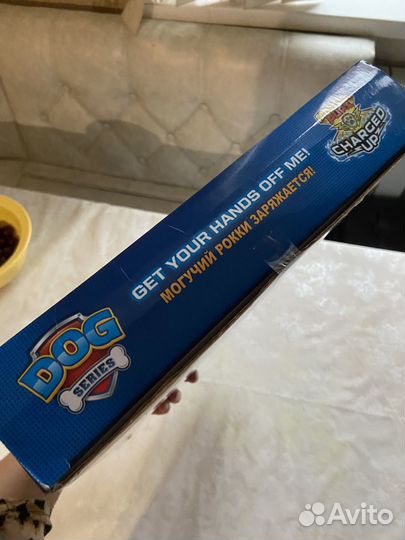 DOG
SERIES
GET YOUR HANDS OFF ME!
МОГУЧИЙ РОККИ ЗАРЯЖАЕТСЯ!
CHARGED
UP
Avito